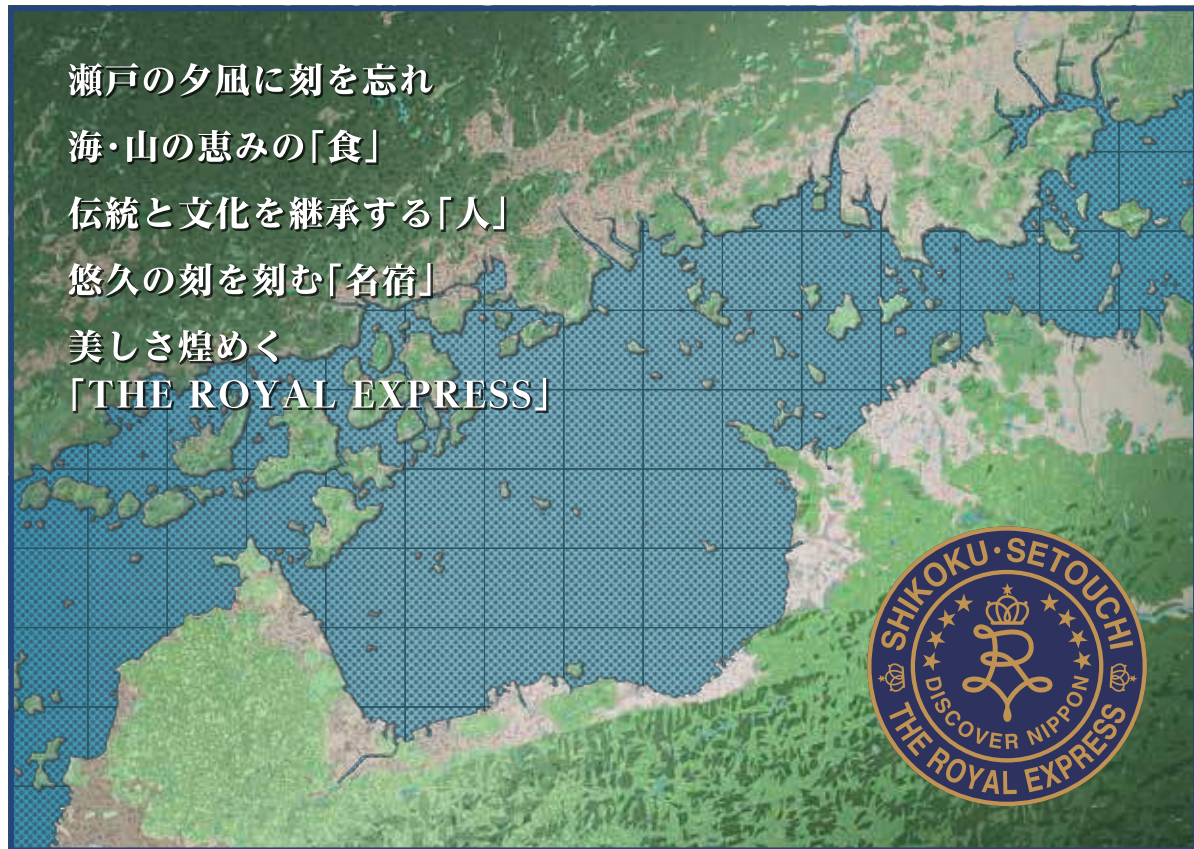 瀬戸の夕凪に刻を忘れ
海・山の恵みの「食」
伝統と文化を継承する「人」
悠久の刻を刻む「名宿」
美しさ煌めく
「THE ROYAL EXPRESS」
SHIKOKU・SETOUCHI
DISCOVER NIPPON
THE ROYAL EXPRESS